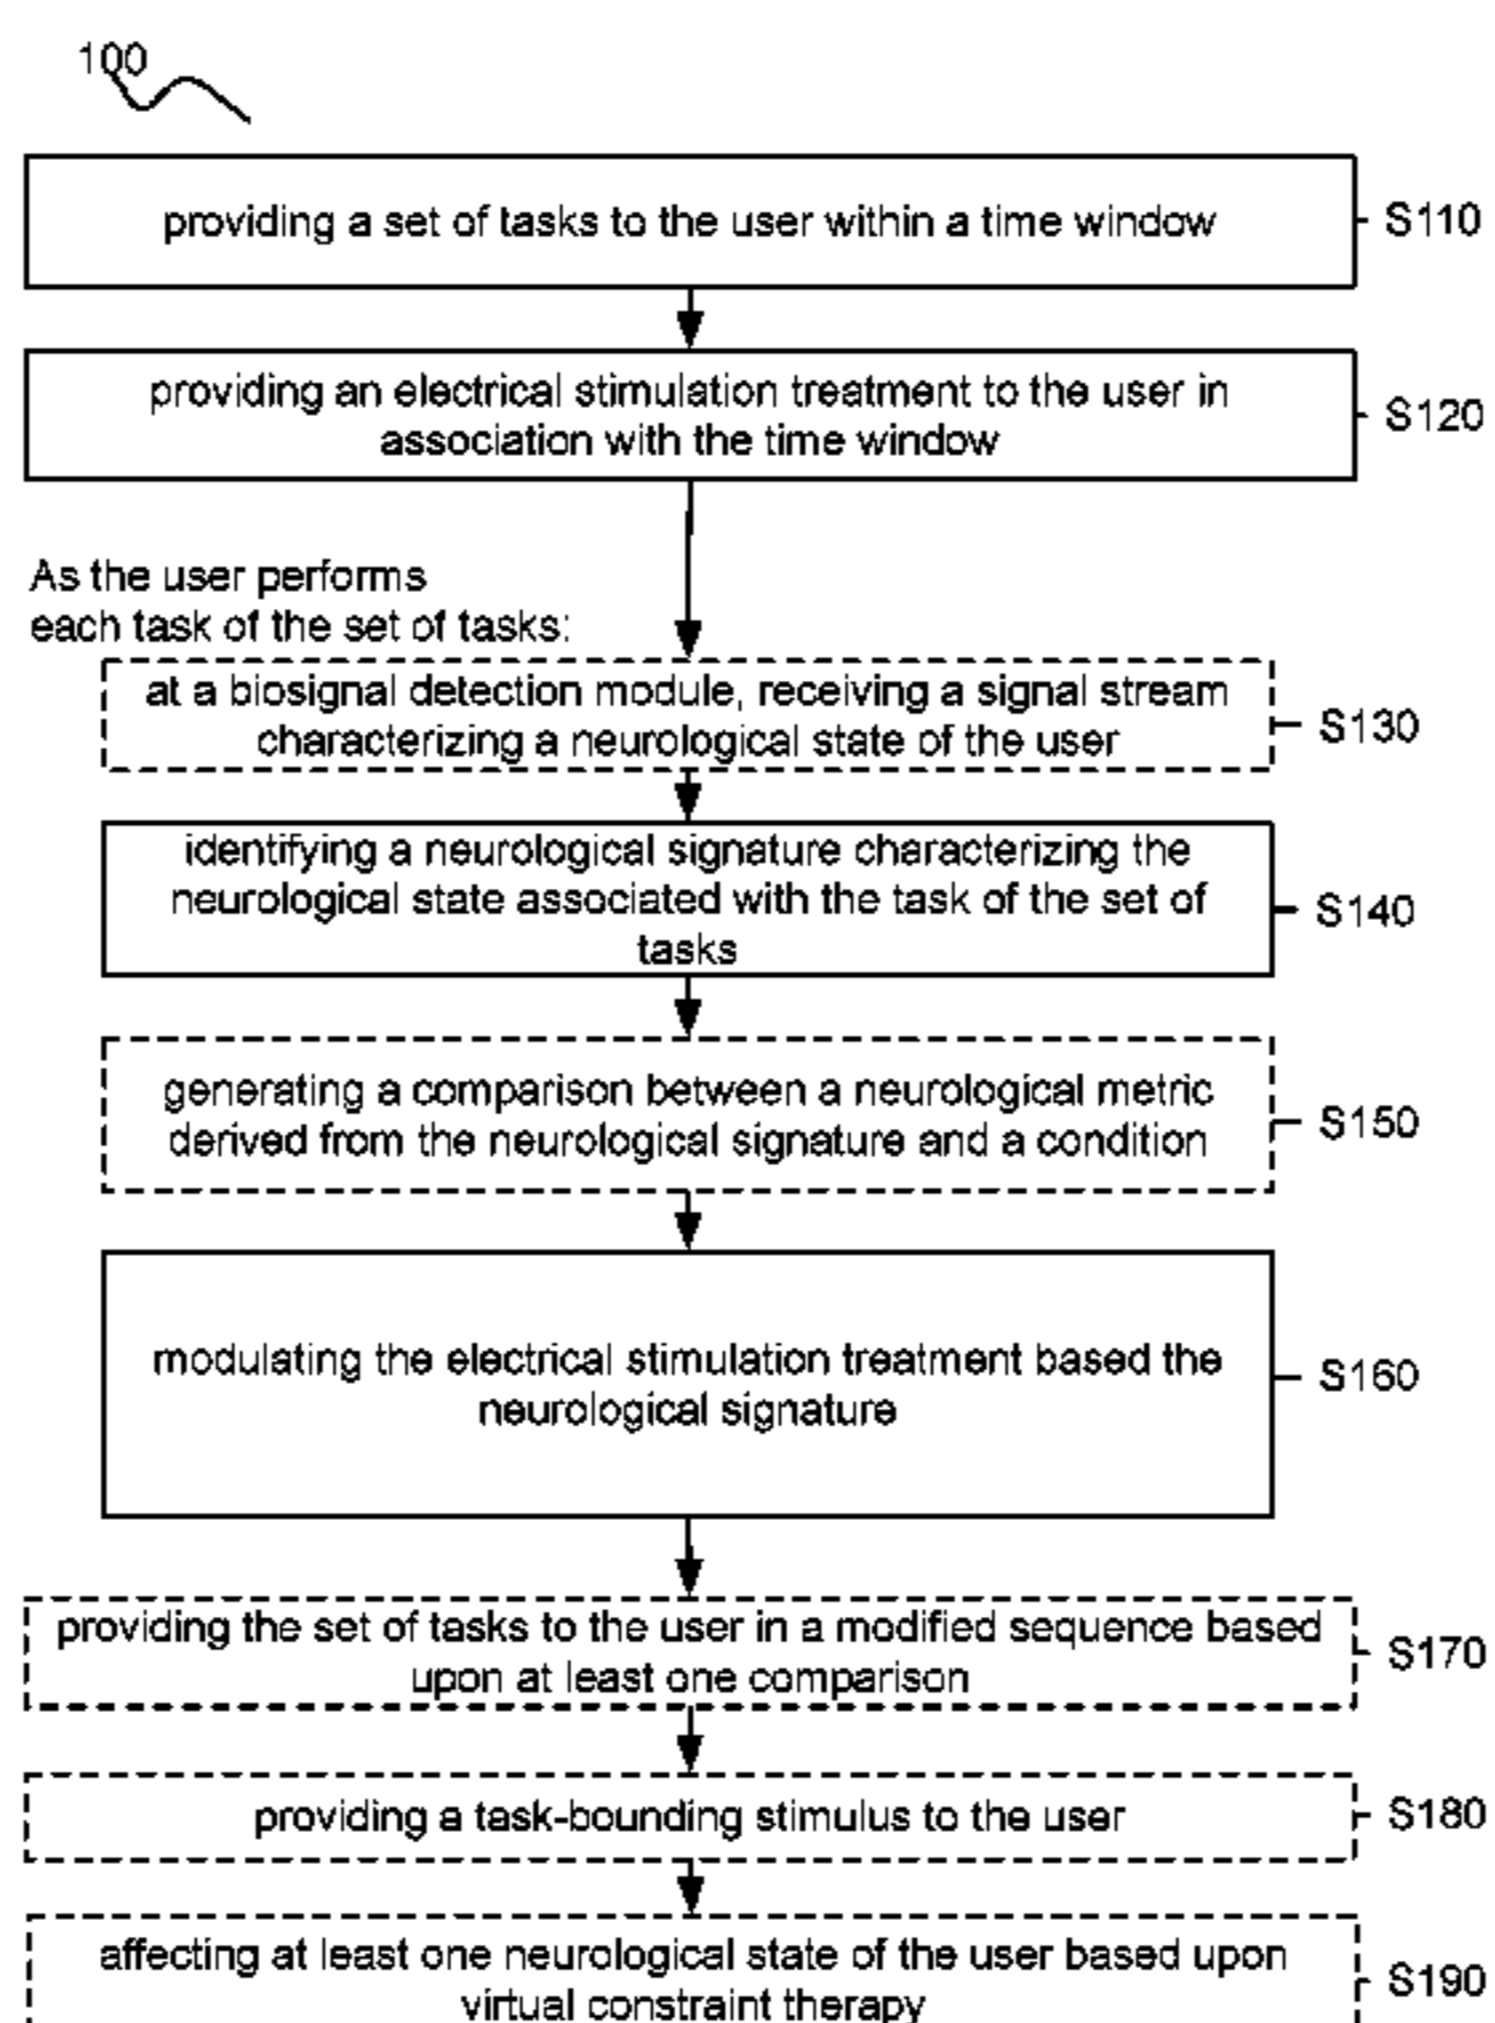 100
providing a set of tasks to the user within a time window
S110
providing an electrical stimulation treatment to the user in
association with the time window
S120
As the user performs
each task of the set of tasks:
at a biosignal detection module, receiving a signal stream
characterizing a neurological state of the user
S130
identifying a neurological signature characterizing the
neurological state associated with the task of the set of
tasks
S140
generating a comparison between a neurological metric
derived from the neurological signature and a condition
S150
modulating the electrical stimulation treatment based the
neurological signature
S160
providing the set of tasks to the user in a modified sequence based
upon at least one comparison
S170
providing a task-bounding stimulus to the user
S180
affecting at least one neurological state of the user based upon
virtual constraint therapy
S190